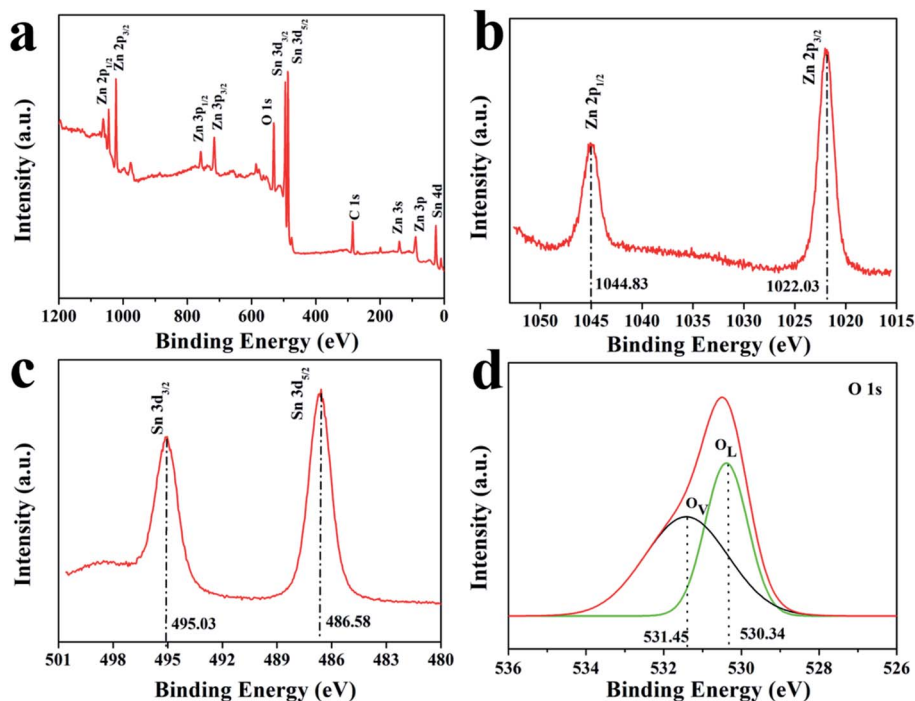 a
Zn 2p1/2
Zn 2p3/2
Zn 3p1/2
Zn 3p3/2
O 1s
Sn 3d3/2
Sn 3d5/2
C 1s
Zn 3s
Zn 3p
Sn 4d
Intensity (a.u.)
1200 1000 800 600 400 200 0
Binding Energy (eV)
b
Zn 2p1/2
Zn 2p3/2
1044.83
1022.03
Intensity (a.u.)
1050 1045 1040 1035 1030 1025 1020 1015
Binding Energy (eV)
c
Sn 3d3/2
Sn 3d5/2
495.03
486.58
Intensity (a.u.)
501 498 495 492 489 486 483 480
Binding Energy (eV)
d
O 1s
OL
OV
531.45
530.34
Intensity (a.u.)
536 534 532 530 528 526
Binding Energy (eV)